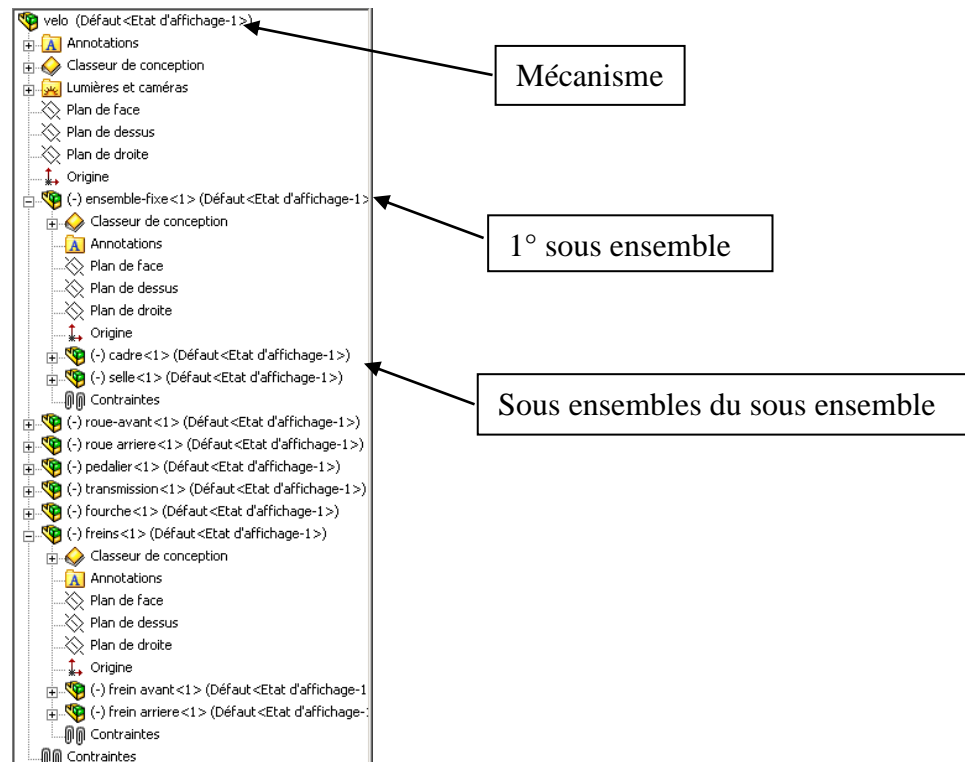 velo (Défaut<Etat d'affichage-1>)
Annotations
Classeur de conception
Lumières et caméras
Plan de face
Plan de dessus
Plan de droite
Origine
(-) ensemble-fixe<1> (Défaut<Etat d'affichage-1>
Classeur de conception
Annotations
Plan de face
Plan de dessus
Plan de droite
Origine
(-) cadre<1> (Défaut<Etat d'affichage-1>)
(-) selle<1> (Défaut<Etat d'affichage-1>)
Contraintes
(-) roue-avant<1> (Défaut<Etat d'affichage-1>)
(-) roue arriere<1> (Défaut<Etat d'affichage-1>)
(-) pedalier<1> (Défaut<Etat d'affichage-1>)
(-) transmission<1> (Défaut<Etat d'affichage-1>)
(-) fourche<1> (Défaut<Etat d'affichage-1>)
(-) freins<1> (Défaut<Etat d'affichage-1>)
Classeur de conception
Annotations
Plan de face
Plan de dessus
Plan de droite
Origine
(-) frein avant<1> (Défaut<Etat d'affichage-1
(-) frein arriere<1> (Défaut<Etat d'affichage-
Contraintes
Contraintes
Mécanisme
1° sous ensemble
Sous ensembles du sous ensemble